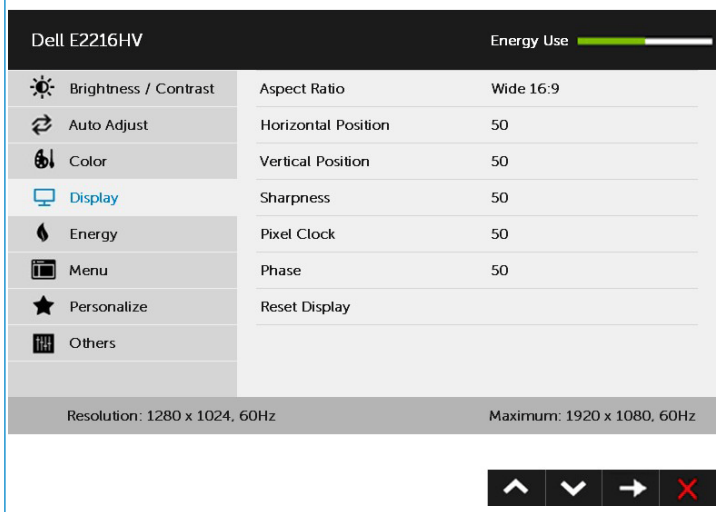 Dell E2216HV Energy Use
Brightness / Contrast Aspect Ratio Wide 16:9
Auto Adjust Horizontal Position 50
Color Vertical Position 50
Display Sharpness 50
Energy Pixel Clock 50
Menu Phase 50
Personalize Reset Display
Others
Resolution: 1280 x 1024, 60Hz Maximum: 1920 x 1080, 60Hz